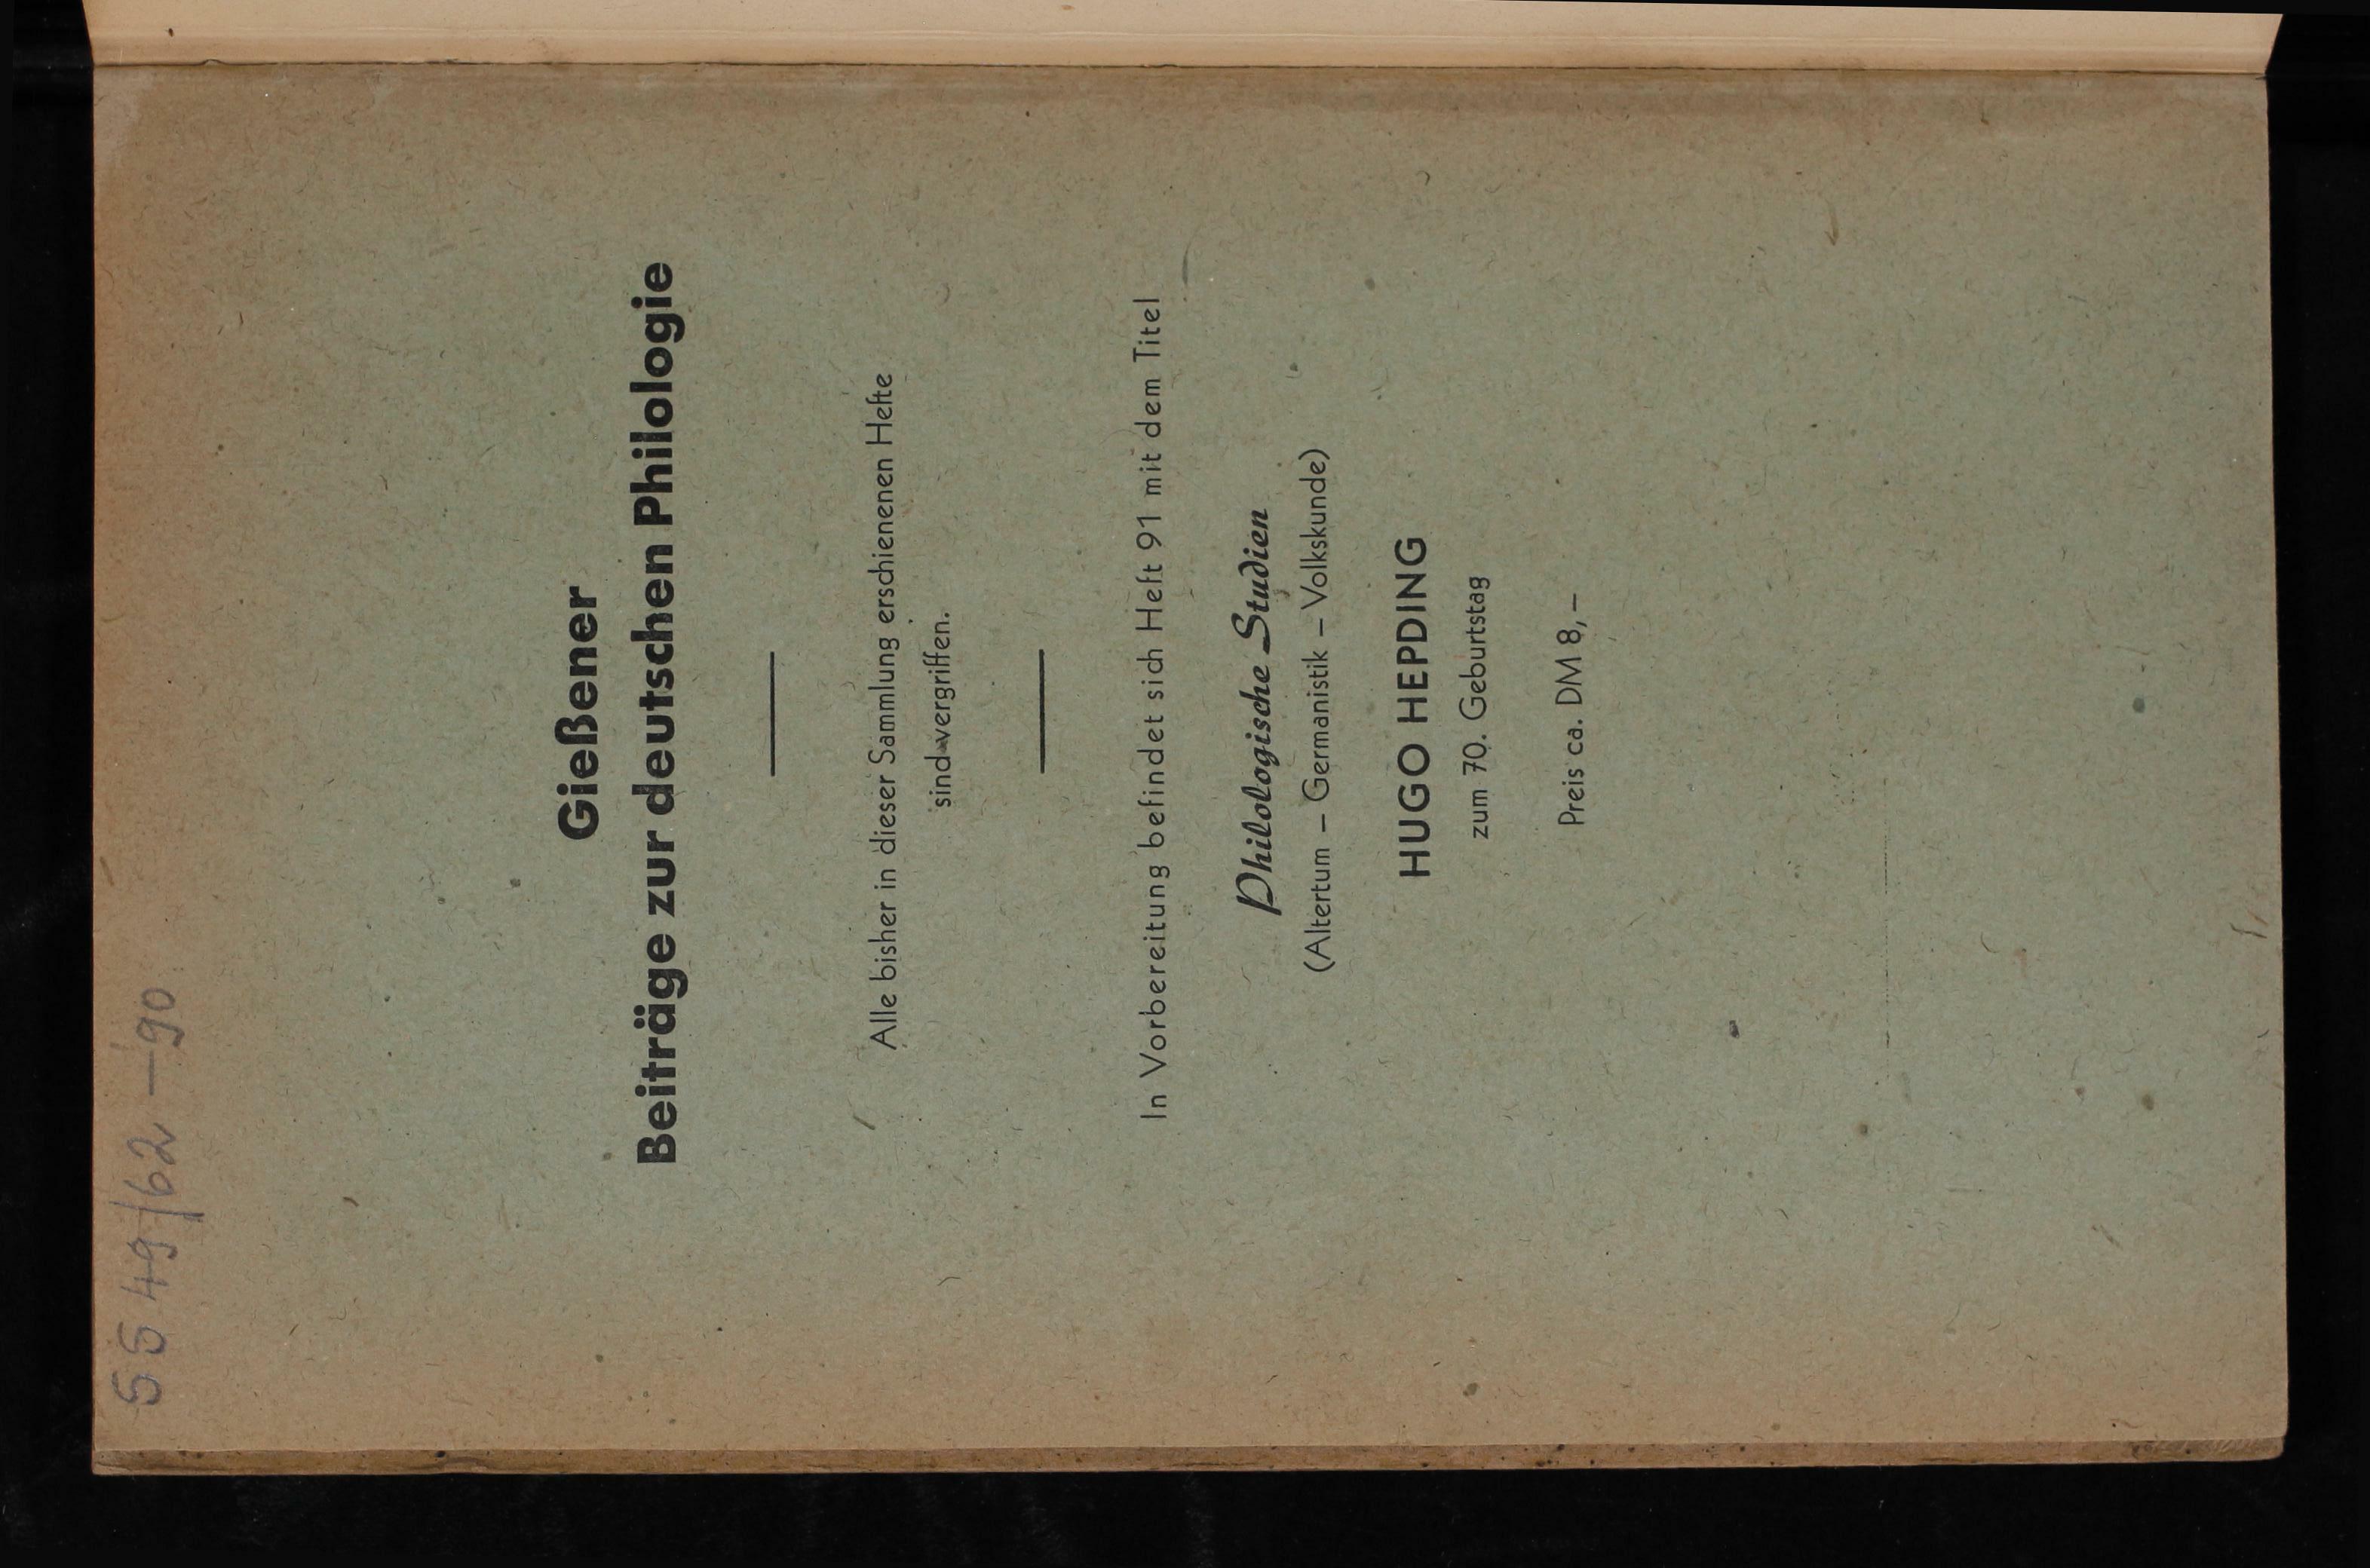 55 49/62 — 90
Gießener
Beiträge zur deutschen Philologie
Alle bisher in dieser Sammlung erschienenen Hefte
sind vergriffen.
In Vorbereitung befindet sich Heft 91 mit dem Titel
Philologische Studien
(Altertum – Germanistik – Volkskunde)
HUGO HEPDING
zum 70. Geburtstag
Preis ca. DM 8,–